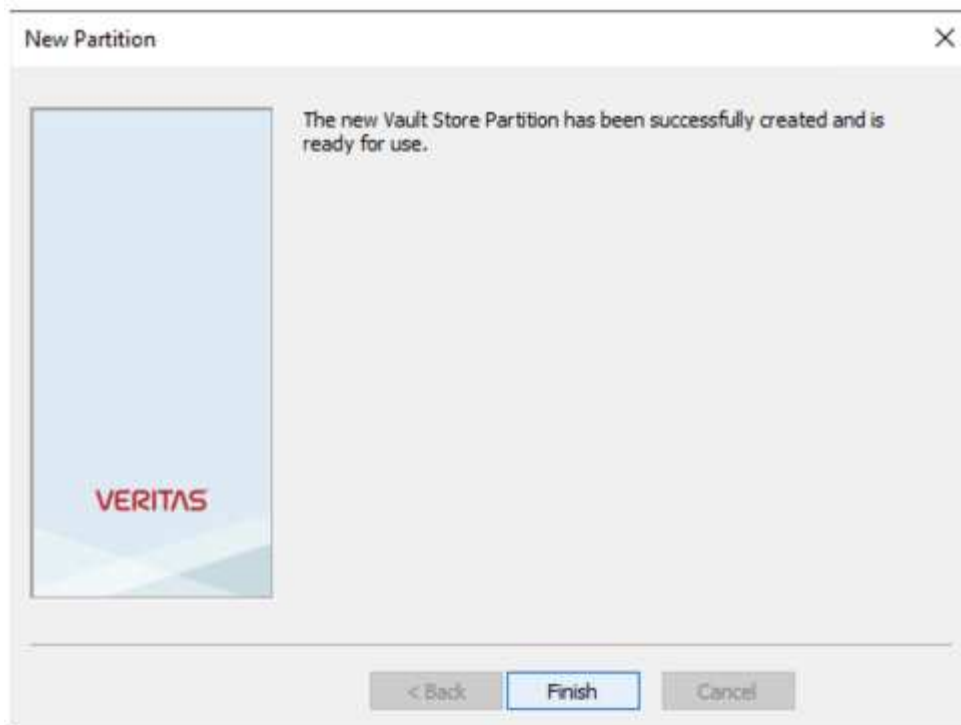 New Partition
The new Vault Store Partition has been successfully created and is
ready for use.
VERITAS
< Back
Finish
Cancel